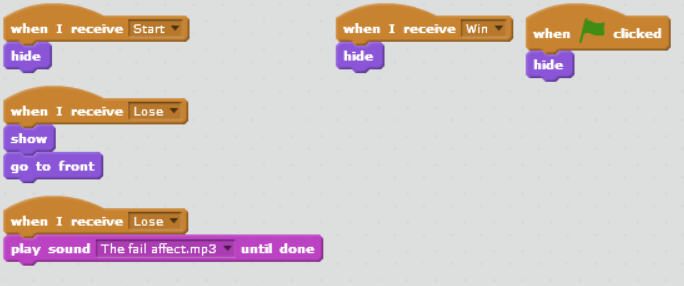 when I receive Start
hide
when I receive Win
hide
when clicked
hide
when I receive Lose
show
go to front
when I receive Lose
play sound The fail affect.mp3 until done